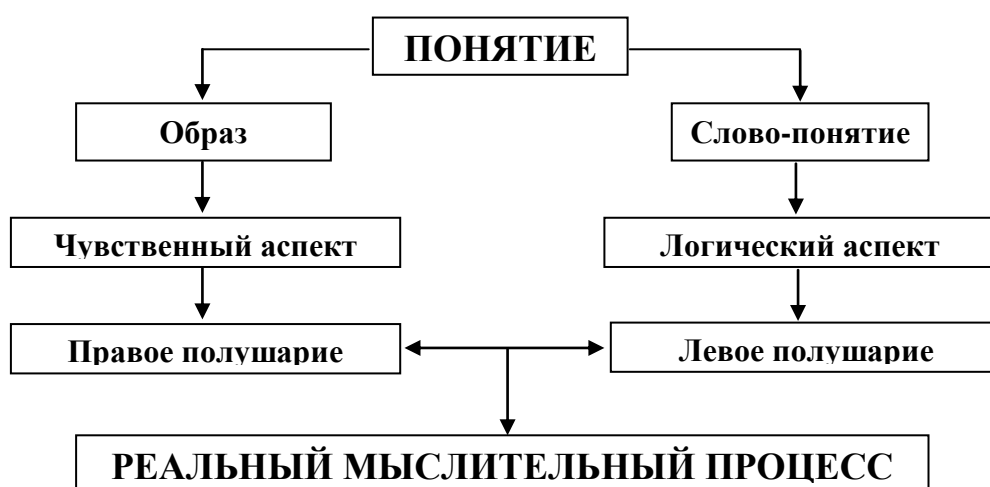 ПОНЯТИЕ
Образ
Слово-понятие
Чувственный аспект
Логический аспект
Правое полушарие
Левое полушарие
РЕАЛЬНЫЙ МЫСЛИТЕЛЬНЫЙ ПРОЦЕСС